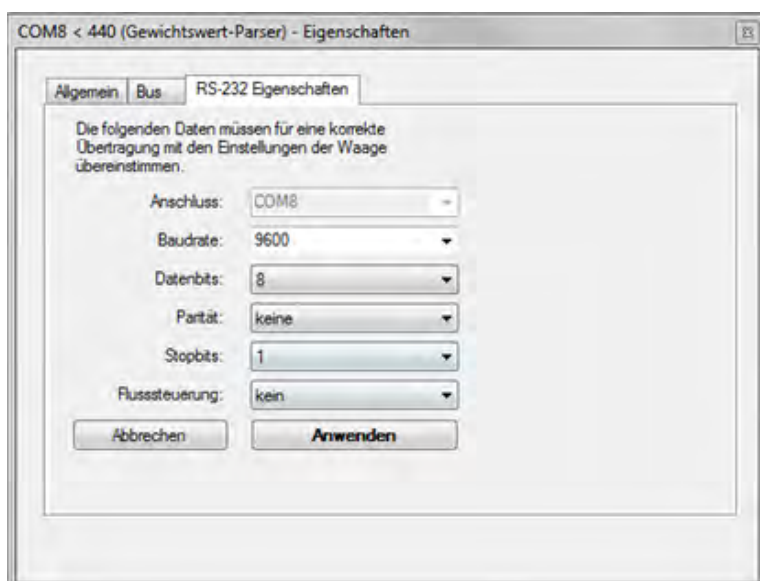 COM8 < 440 (Gewichtswert-Parser) - Eigenschaften
Allgemein Bus RS-232 Eigenschaften
Die folgenden Daten müssen für eine korrekte
Übertragung mit den Einstellungen der Waage
übereinstimmen.
Anschluss: COM8
Baudrate: 9600
Datenbits: 8
Parität: keine
Stopbits: 1
Flusssteuerung: kein
Abbrechen Anwenden